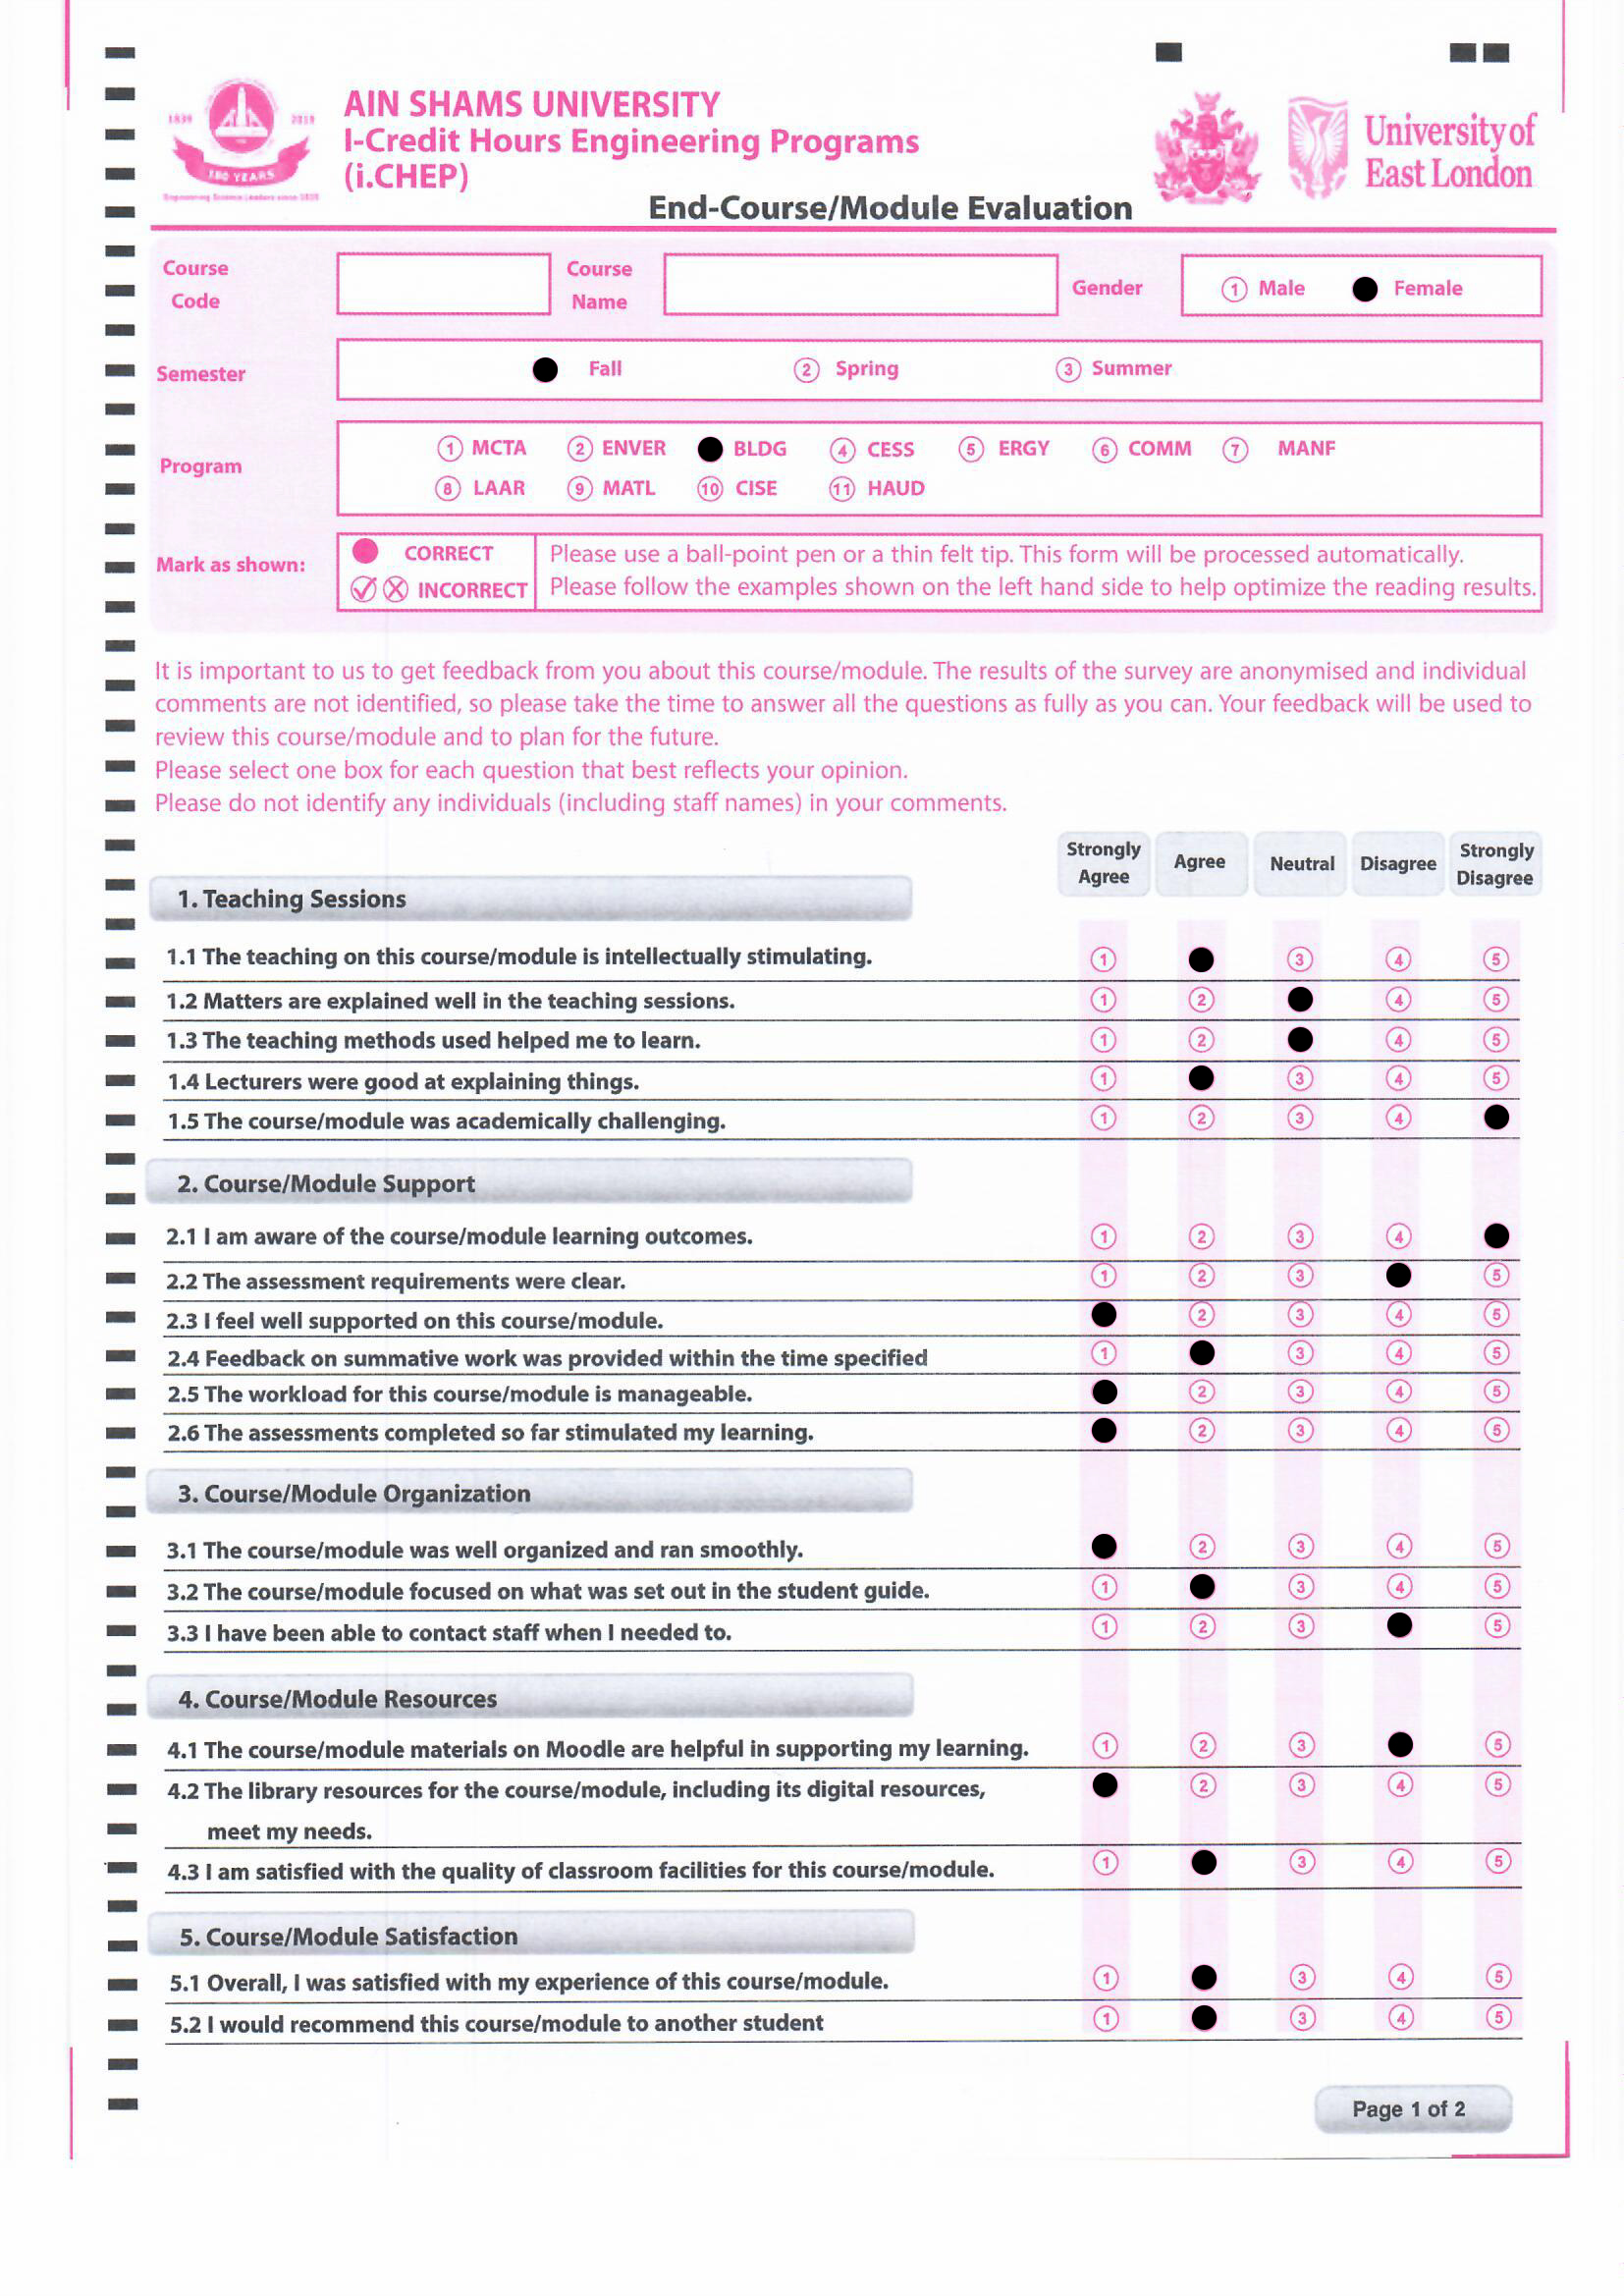 1839 2019
180 YEARS
AIN SHAMS UNIVERSITY
I-Credit Hours Engineering Programs
(i.CHEP)
University of
East London
End-Course/Module Evaluation
Course Code
Course Name
Gender ① Male Female
Semester Fall ② Spring ③ Summer
Program
① MCTA ② ENVER BLDG ④ CESS ⑤ ERGY ⑥ COMM ⑦ MANF
⑧ LAAR ⑨ MATL ⑩ CISE ⑪ HAUD
Mark as shown:
CORRECT
INCORRECT
Please use a ball-point pen or a thin felt tip. This form will be processed automatically.
Please follow the examples shown on the left hand side to help optimize the reading results.
It is important to us to get feedback from you about this course/module. The results of the survey are anonymised and individual
comments are not identified, so please take the time to answer all the questions as fully as you can. Your feedback will be used to
review this course/module and to plan for the future.
Please select one box for each question that best reflects your opinion.
Please do not identify any individuals (including staff names) in your comments.
Strongly Agree Agree Neutral Disagree Strongly Disagree
1. Teaching Sessions
1.1 The teaching on this course/module is intellectually stimulating. ① ③ ④ ⑤
1.2 Matters are explained well in the teaching sessions. ① ② ④ ⑤
1.3 The teaching methods used helped me to learn. ① ② ④ ⑤
1.4 Lecturers were good at explaining things. ① ③ ④ ⑤
1.5 The course/module was academically challenging. ① ② ③ ④
2. Course/Module Support
2.1 I am aware of the course/module learning outcomes. ① ② ③ ④
2.2 The assessment requirements were clear. ① ② ③ ⑤
2.3 I feel well supported on this course/module. ② ③ ④ ⑤
2.4 Feedback on summative work was provided within the time specified ① ③ ④ ⑤
2.5 The workload for this course/module is manageable. ② ③ ④ ⑤
2.6 The assessments completed so far stimulated my learning. ② ③ ④ ⑤
3. Course/Module Organization
3.1 The course/module was well organized and ran smoothly. ② ③ ④ ⑤
3.2 The course/module focused on what was set out in the student guide. ① ③ ④ ⑤
3.3 I have been able to contact staff when I needed to. ① ② ③ ⑤
4. Course/Module Resources
4.1 The course/module materials on Moodle are helpful in supporting my learning. ① ② ③ ⑤
4.2 The library resources for the course/module, including its digital resources, ② ③ ④ ⑤
meet my needs.
4.3 I am satisfied with the quality of classroom facilities for this course/module. ① ③ ④ ⑤
5. Course/Module Satisfaction
5.1 Overall, I was satisfied with my experience of this course/module. ① ③ ④ ⑤
5.2 I would recommend this course/module to another student ① ③ ④ ⑤
Page 1 of 2